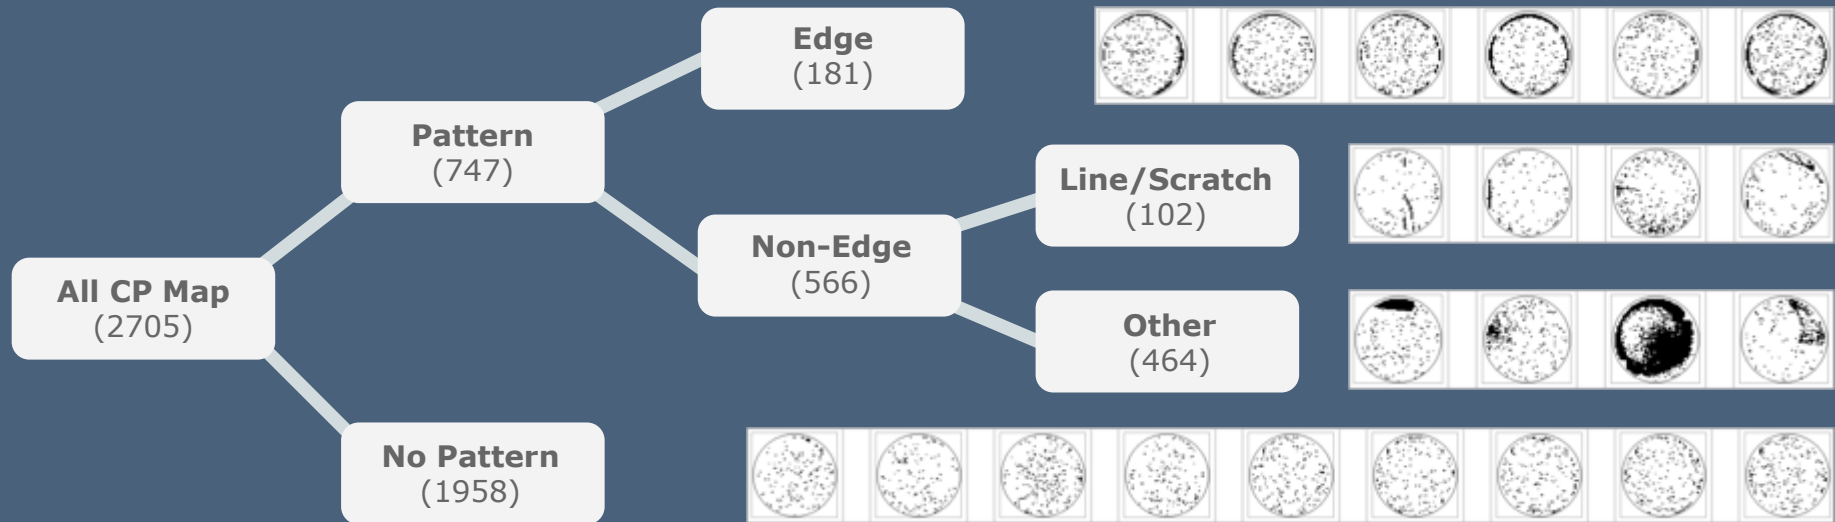 Edge
(181)
Pattern
(747)
Line/Scratch
(102)
Non-Edge
(566)
All CP Map
(2705)
Other
(464)
No Pattern
(1958)